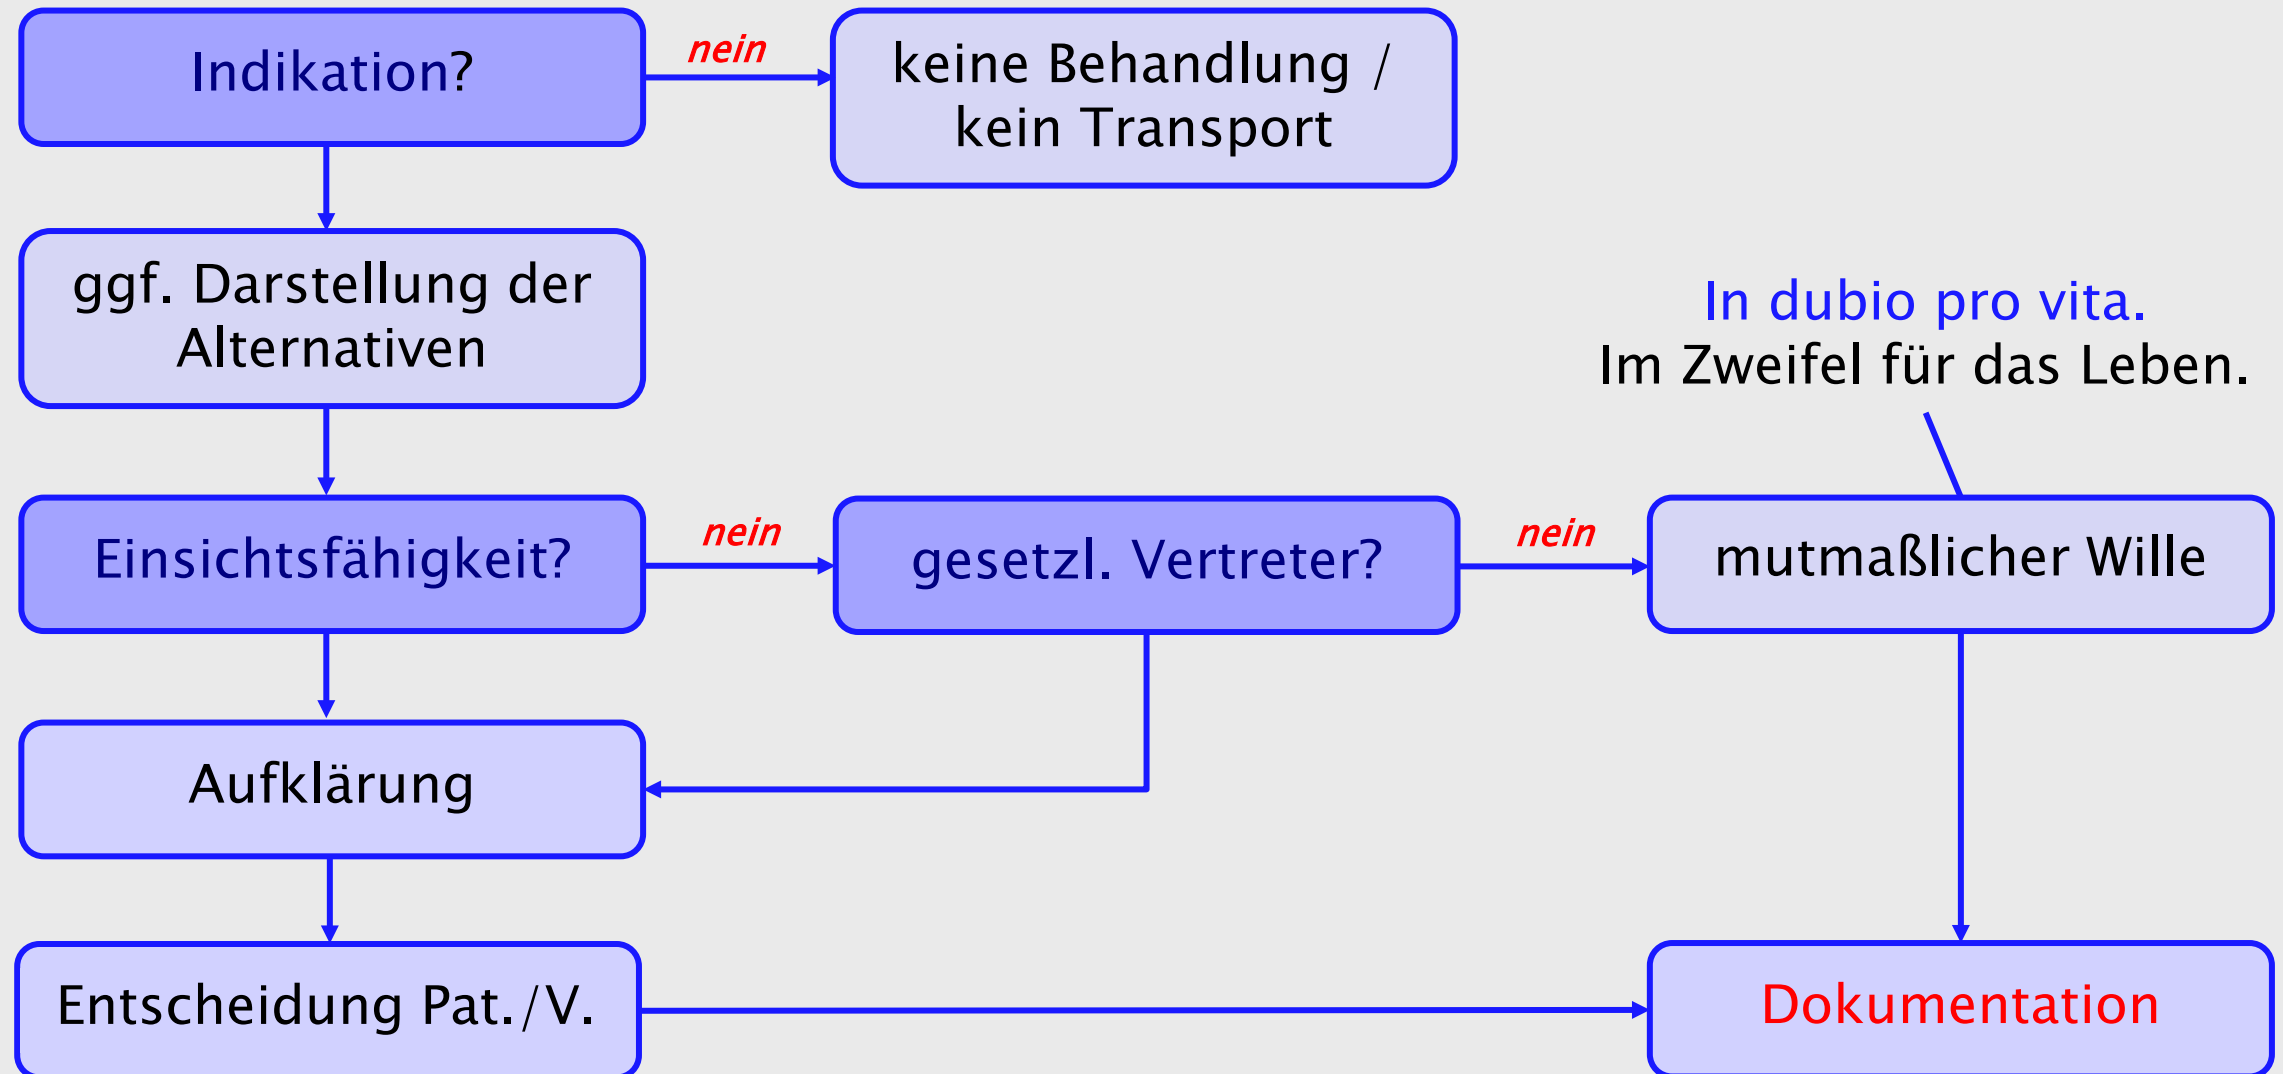 Indikation?
nein
keine Behandlung /
kein Transport
ggf. Darstellung der
Alternativen
In dubio pro vita.
Im Zweifel für das Leben.
Einsichtsfähigkeit?
nein
gesetzl. Vertreter?
nein
mutmaßlicher Wille
Aufklärung
Entscheidung Pat./V.
Dokumentation